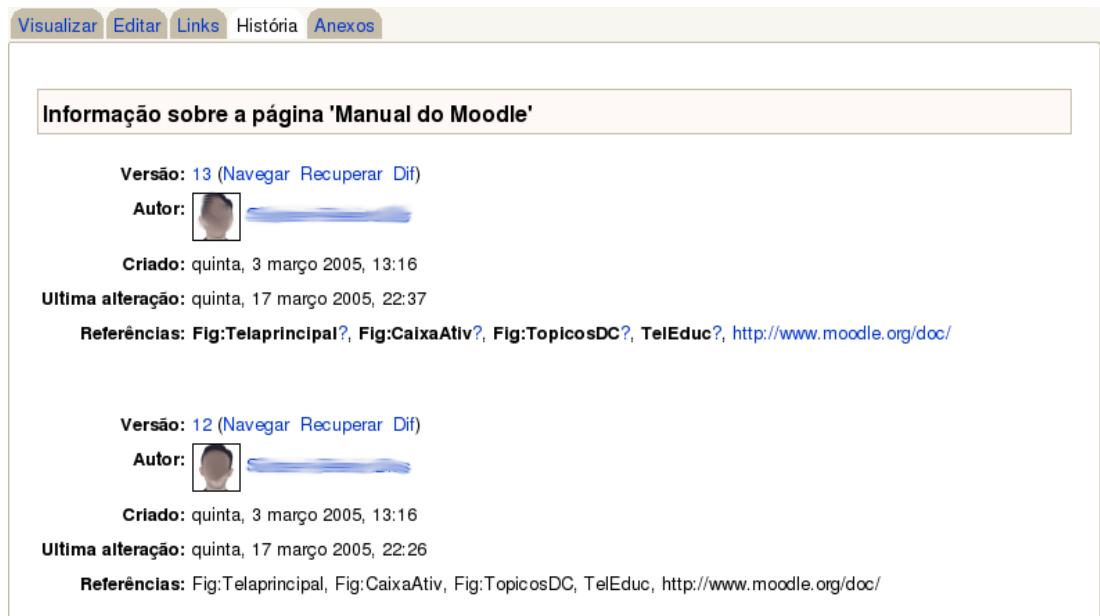 Visualizar Editar Links História Anexos
Informação sobre a página 'Manual do Moodle'
Versão: 13 (Navegar Recuperar Dif)
Autor:
Criado: quinta, 3 março 2005, 13:16
Ultima alteração: quinta, 17 março 2005, 22:37
Referências: Fig:Telaprincipal?, Fig:CaixaAtiv?, Fig:TopicosDC?, TelEduc?, http://www.moodle.org/doc/
Versão: 12 (Navegar Recuperar Dif)
Autor:
Criado: quinta, 3 março 2005, 13:16
Ultima alteração: quinta, 17 março 2005, 22:26
Referências: Fig:Telaprincipal, Fig:CaixaAtiv, Fig:TopicosDC, TelEduc, http://www.moodle.org/doc/